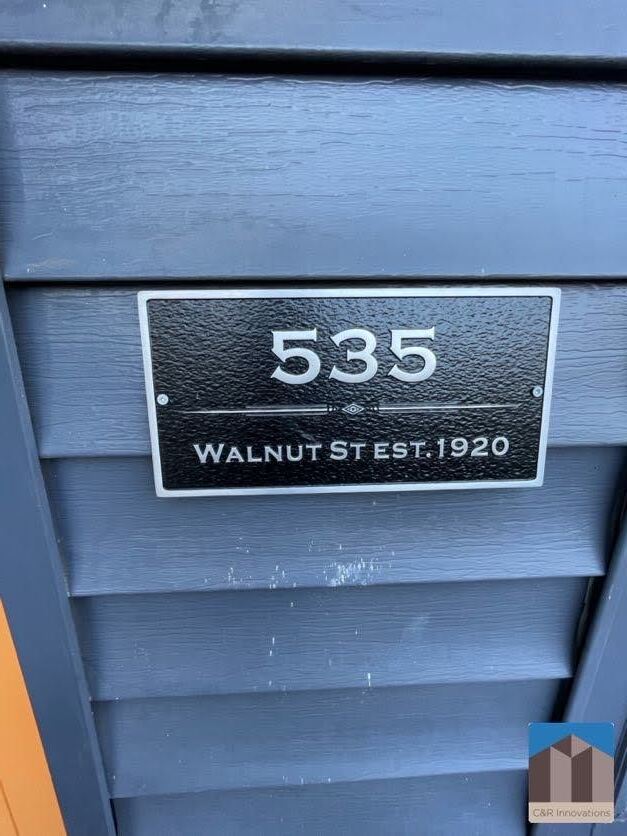 535
WALNUT ST EST.1920
C&R Innovations